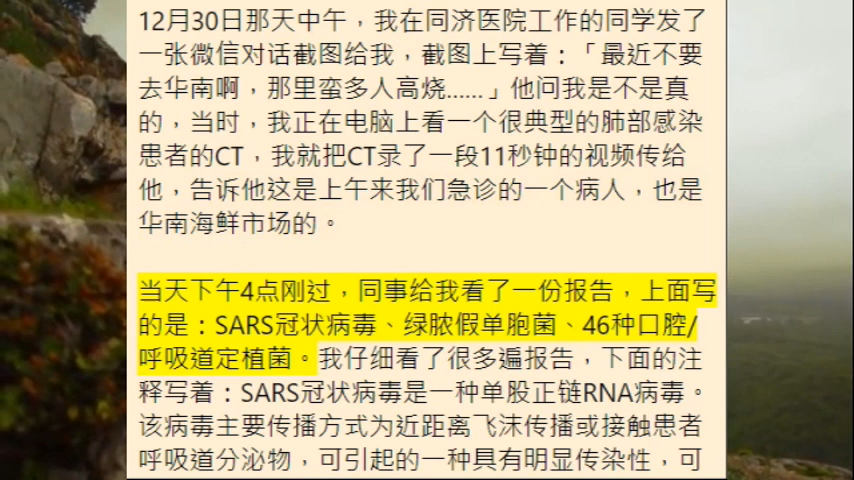 12月30日那天中午，我在同济医院工作的同学发了
一张微信对话截图给我，截图上写着：「最近不要
去华南啊，那里蛮多人高烧……」他问我是不是真
的，当时，我正在电脑上看一个很典型的肺部感染
患者的CT，我就把CT录了一段11秒钟的视频传给
他，告诉他这是上午来我们急诊的一个病人，也是
华南海鲜市场的。
当天下午4点刚过，同事给我看了一份报告，上面写
的是：SARS冠状病毒、绿脓假单胞菌、46种口腔/
呼吸道定植菌。我仔细看了很多遍报告，下面的注
释写着：SARS冠状病毒是一种单股正链RNA病毒。
该病毒主要传播方式为近距离飞沫传播或接触患者
呼吸道分泌物，可引起的一种具有明显传染性，可